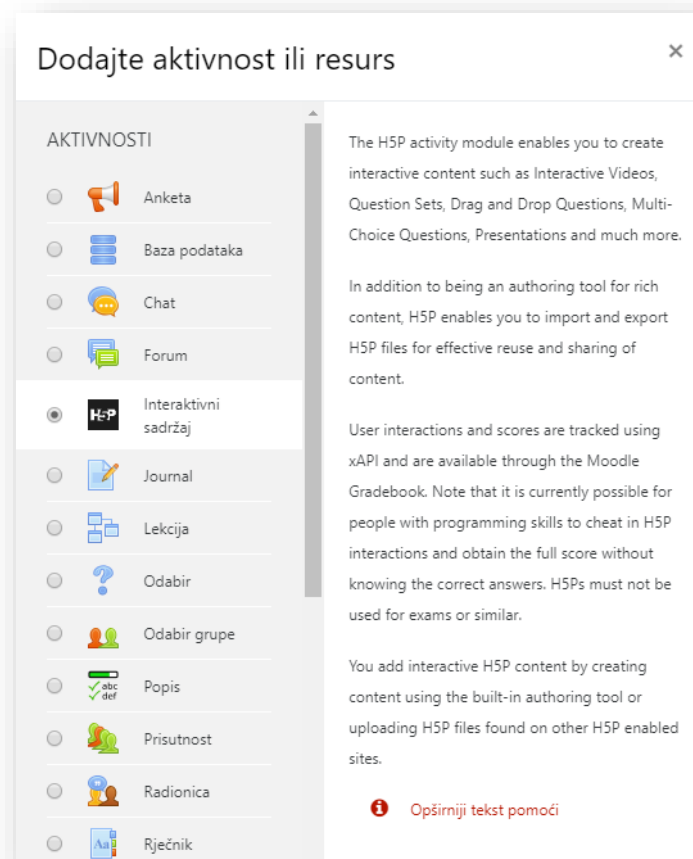 Dodajte aktivnost ili resurs
×
AKTIVNOSTI
Anketa
Baza podataka
Chat
Forum
H5P
Interaktivni
sadržaj
Journal
Lekcija
Odabir
Odabir grupe
abc
def
Popis
Prisutnost
Radionica
Aa
Rječnik
The H5P activity module enables you to create
interactive content such as Interactive Videos,
Question Sets, Drag and Drop Questions, Multi-
Choice Questions, Presentations and much more.
In addition to being an authoring tool for rich
content, H5P enables you to import and export
H5P files for effective reuse and sharing of
content.
User interactions and scores are tracked using
xAPI and are available through the Moodle
Gradebook. Note that it is currently possible for
people with programming skills to cheat in H5P
interactions and obtain the full score without
knowing the correct answers. H5Ps must not be
used for exams or similar.
You add interactive H5P content by creating
content using the built-in authoring tool or
uploading H5P files found on other H5P enabled
sites.
Opširniji tekst pomoći